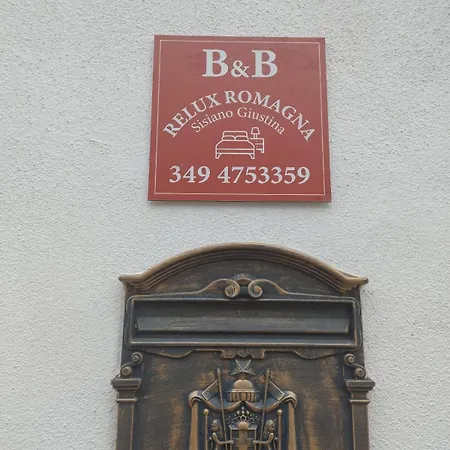 B&B
RELUX ROMAGNA
Sisiano Giustina
349 4753359